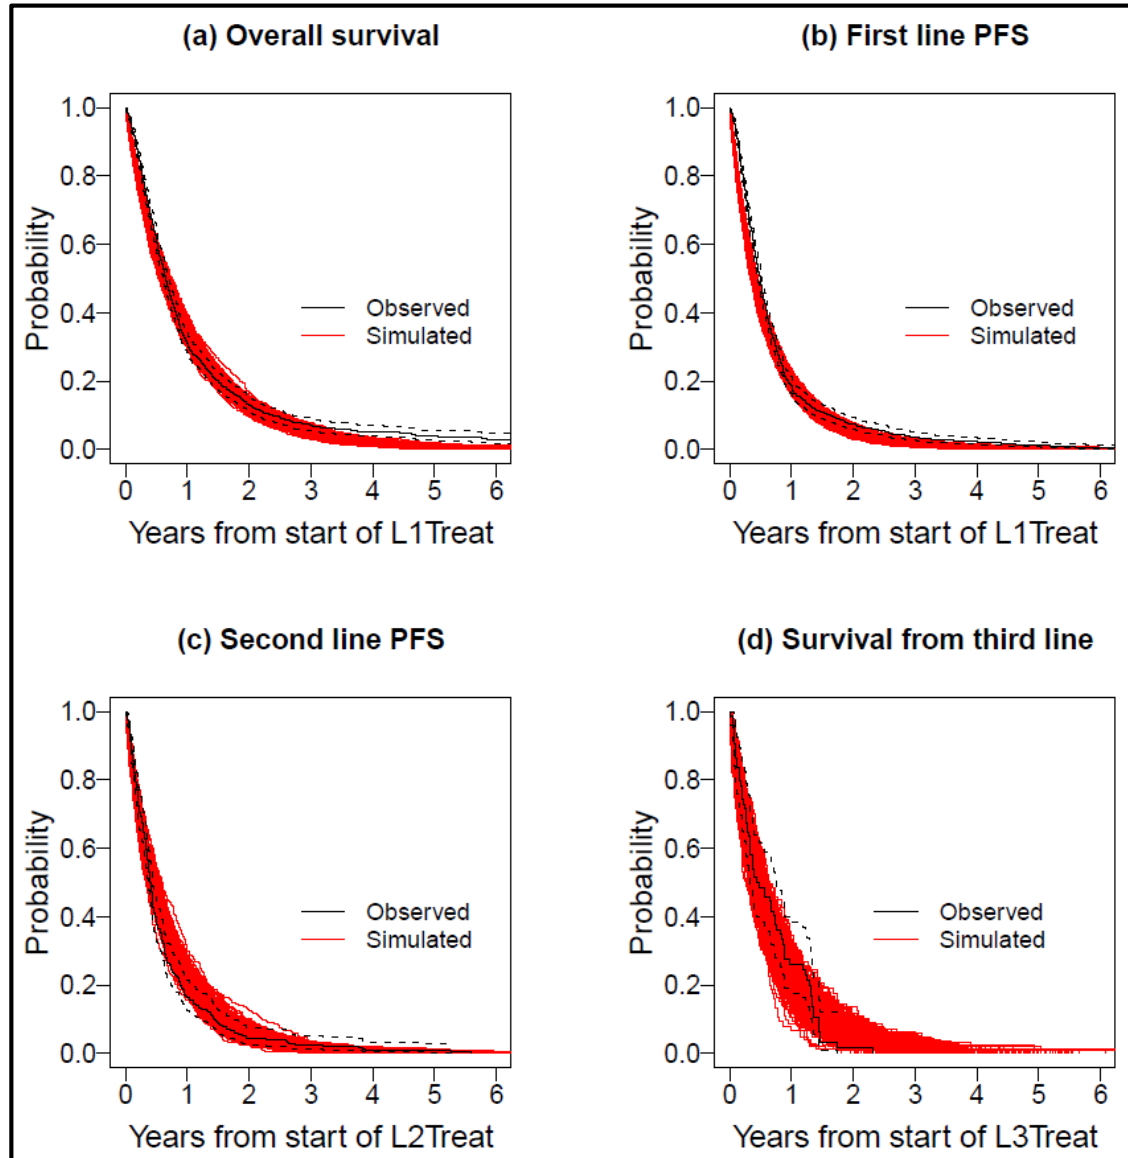 (a) Overall survival
Probability
1.0
0.8
0.6
0.4
0.2
0.0
Observed
Simulated
0 1 2 3 4 5 6
Years from start of L1Treat
(b) First line PFS
Probability
1.0
0.8
0.6
0.4
0.2
0.0
Observed
Simulated
0 1 2 3 4 5 6
Years from start of L1Treat
(c) Second line PFS
Probability
1.0
0.8
0.6
0.4
0.2
0.0
Observed
Simulated
0 1 2 3 4 5 6
Years from start of L2Treat
(d) Survival from third line
Probability
1.0
0.8
0.6
0.4
0.2
0.0
Observed
Simulated
0 1 2 3 4 5 6
Years from start of L3Treat